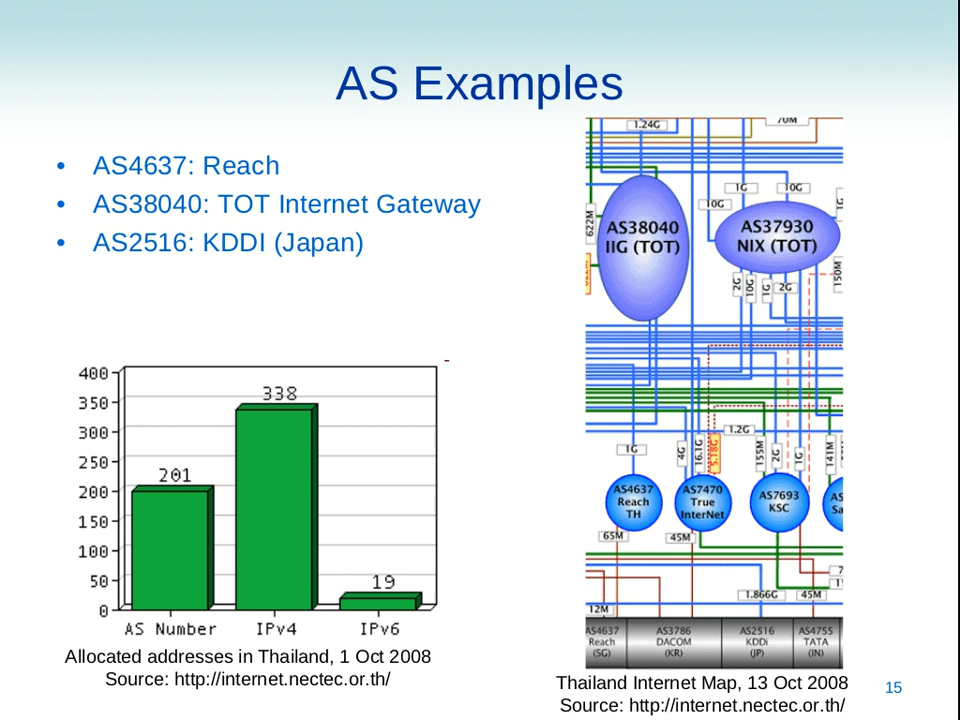 AS Examples
• AS4637: Reach
• AS38040: TOT Internet Gateway
• AS2516: KDDI (Japan)
400
350
300
250
200
150
100
50
0
201
338
19
AS Number
IPv4
IPv6
Allocated addresses in Thailand, 1 Oct 2008
Source: http://internet.nectec.or.th/
1.24G
70M
1G
10G
10G
1G
622M
AS38040
IIG (TOT)
AS37930
NIX (TOT)
2G
10G
1G
2G
150M
1.2G
1G
4G
16.1G
5.18G
155M
2G
1G
141M
AS4637
Reach
TH
AS7470
True
InterNet
AS7693
KSC
AS
Sa
65M
45M
1.866G
45M
12M
AS4637
Reach
(SG)
AS3786
DACOM
(KR)
AS2516
KDDi
(JP)
AS4755
TATA
(IN)
Thailand Internet Map, 13 Oct 2008
Source: http://internet.nectec.or.th/
15